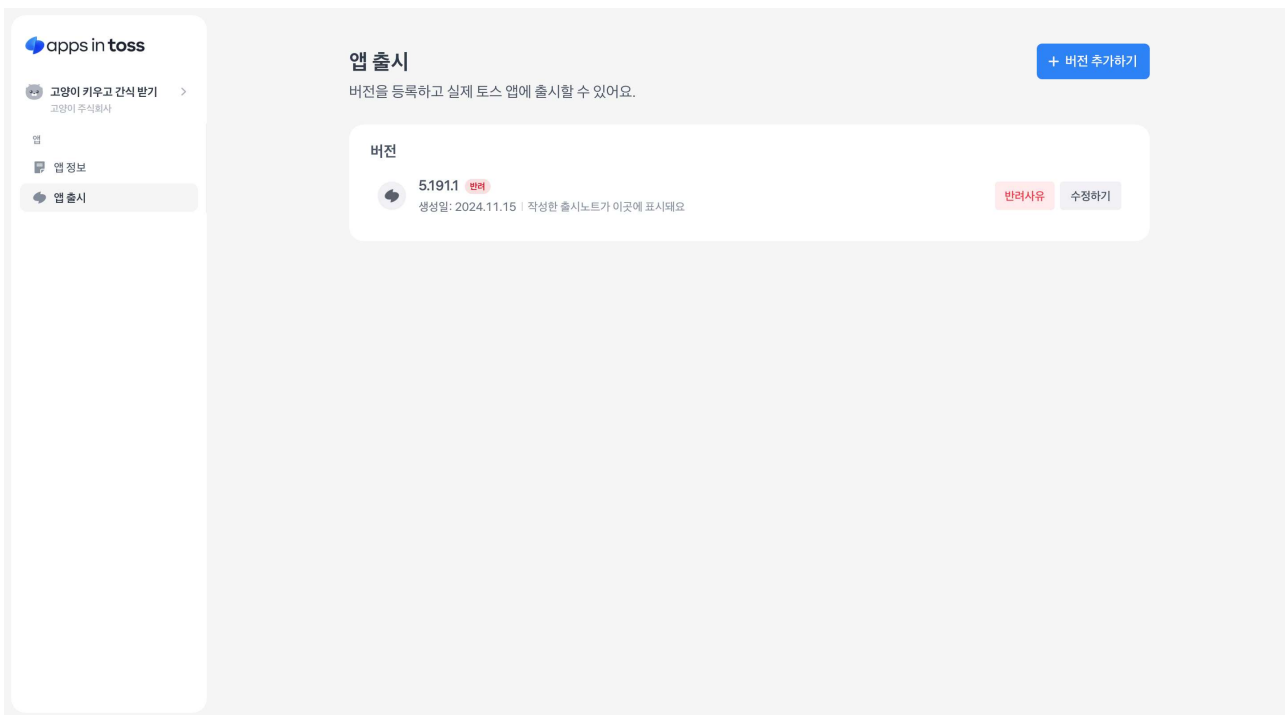 apps in toss
고양이 키우고 간식 받기
고양이 주식회사
앱
앱 정보
앱 출시
앱 출시
버전을 등록하고 실제 토스 앱에 출시할 수 있어요.
+ 버전 추가하기
버전
5.191.1 반려
생성일: 2024.11.15 | 작성한 출시노트가 이곳에 표시돼요
반려사유 수정하기